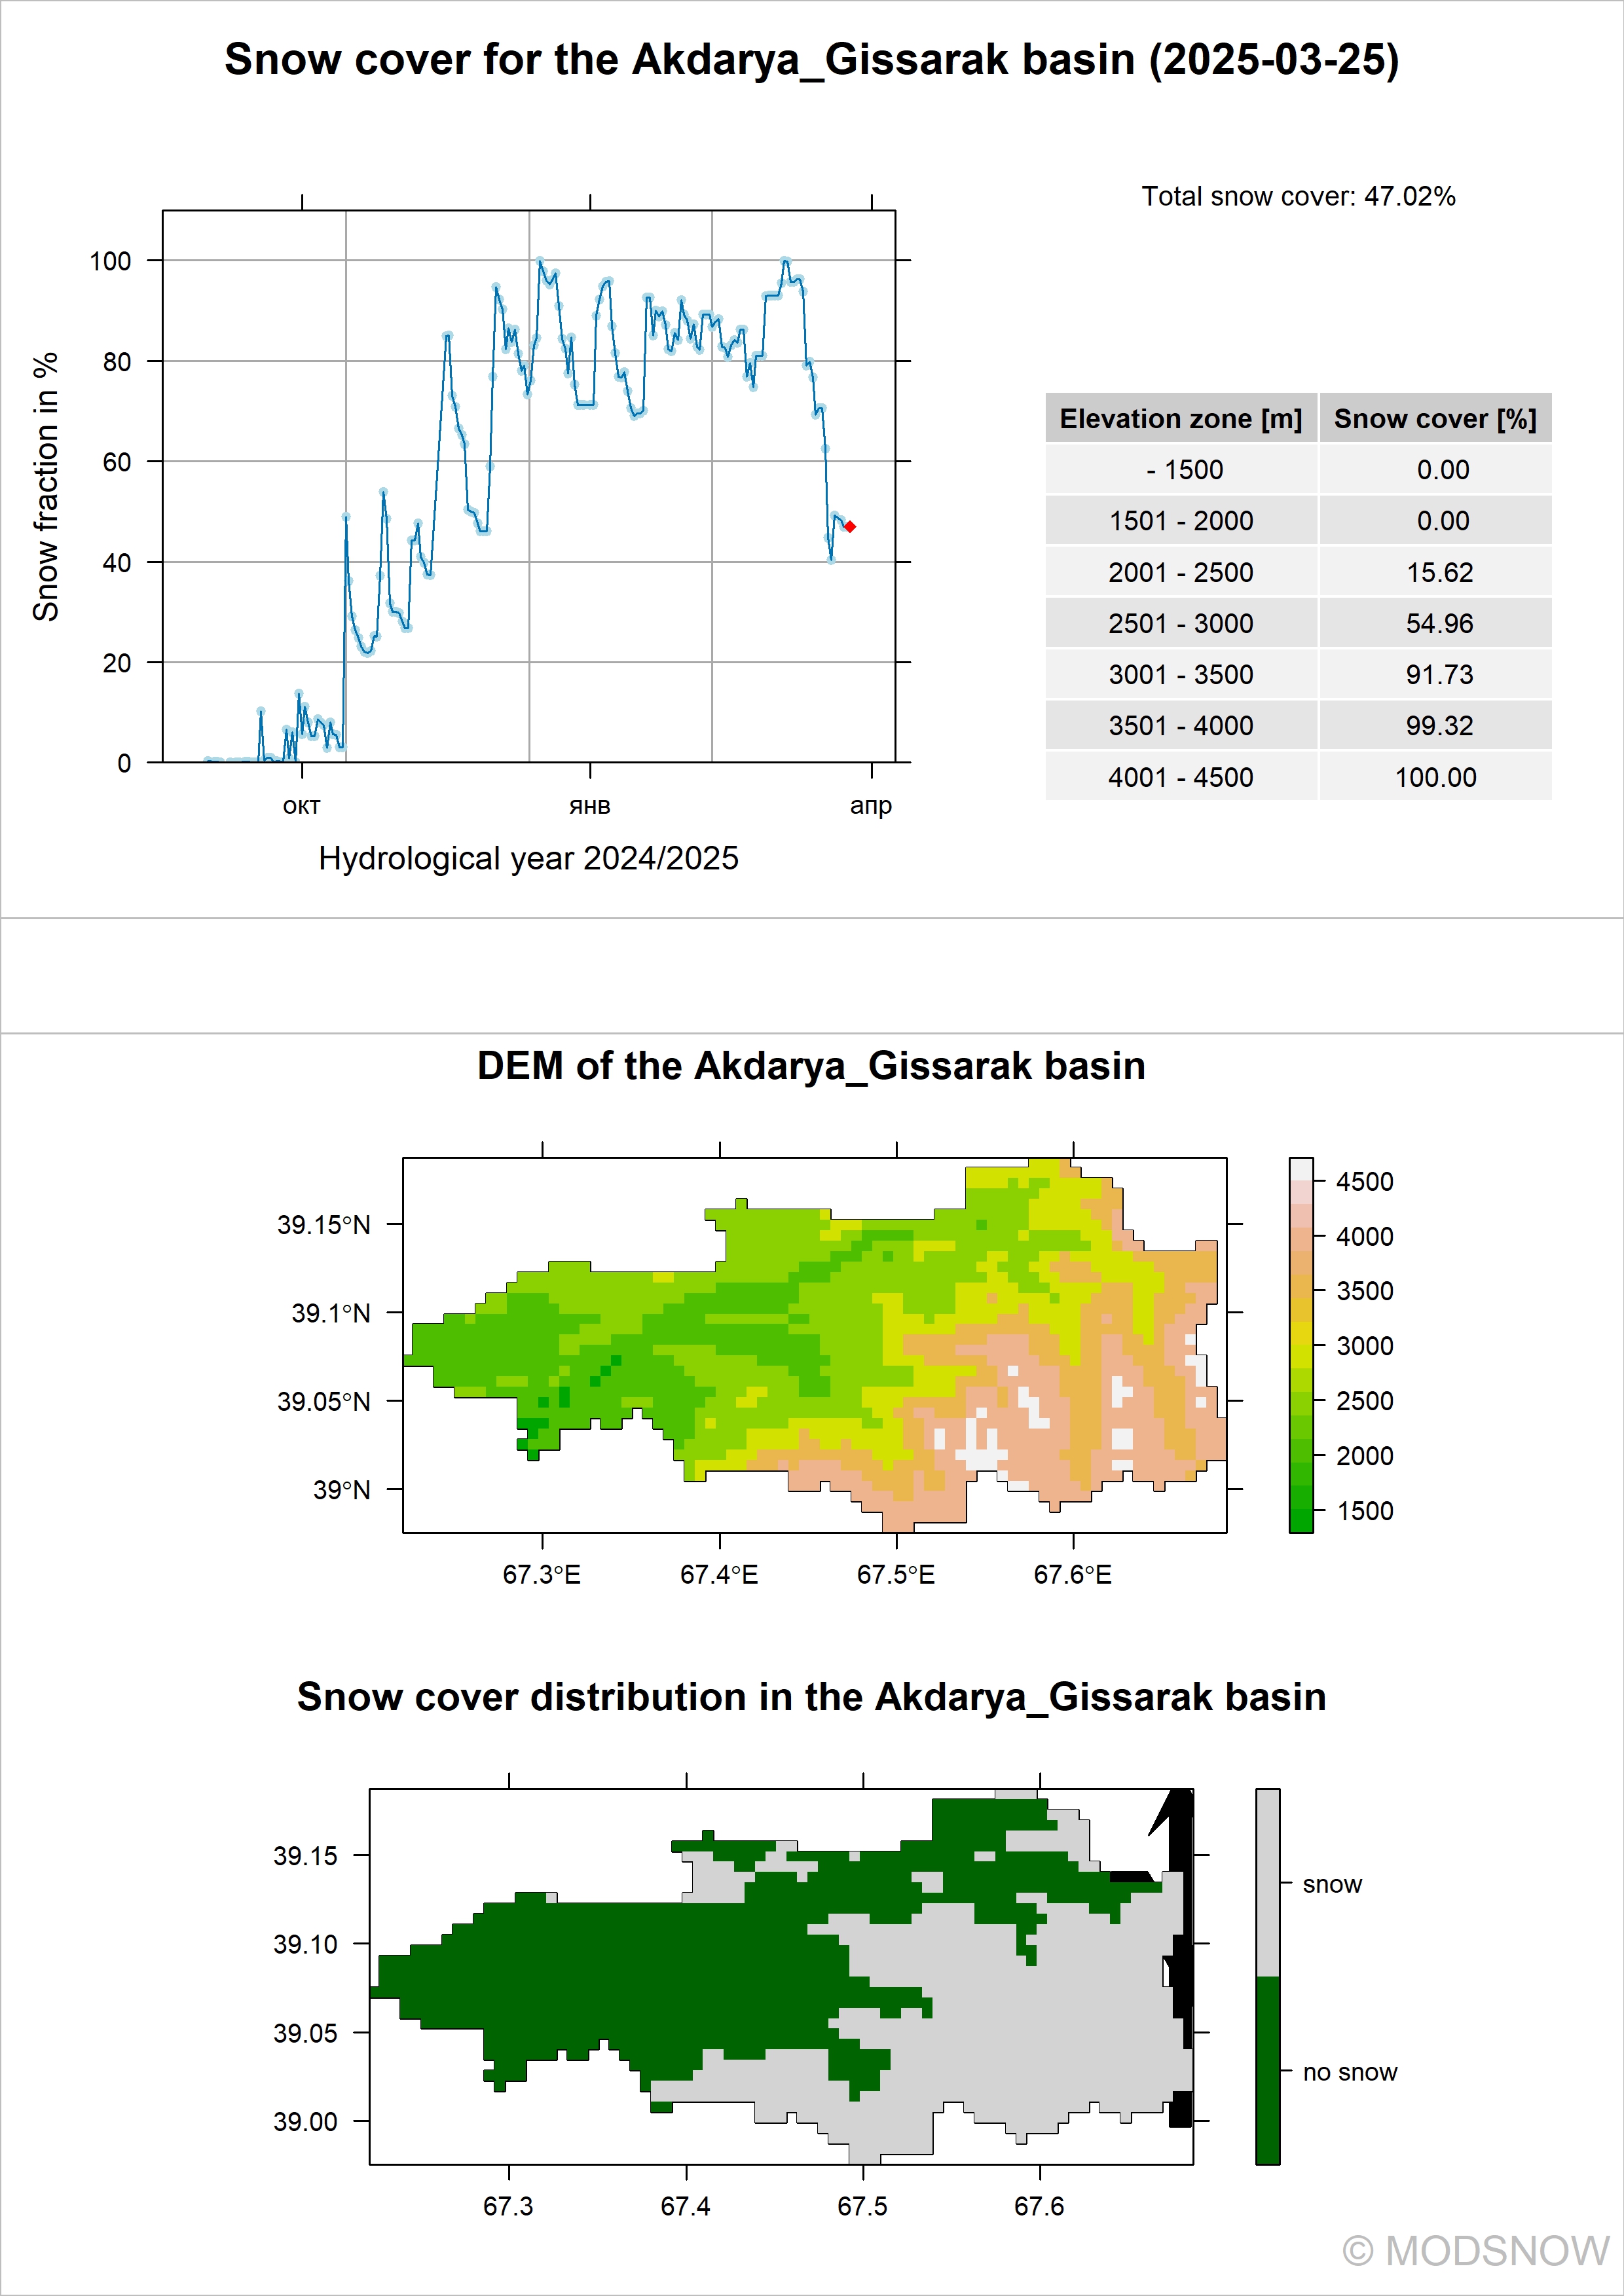 Snow cover for the Akdarya_Gissarak basin (2025-03-25)
Total snow cover: 47.02%
Snow fraction in %
100
80
60
40
20
0
окт янв апр
Hydrological year 2024/2025
Elevation zone [m] Snow cover [%]
- 1500 0.00
1501 - 2000 0.00
2001 - 2500 15.62
2501 - 3000 54.96
3001 - 3500 91.73
3501 - 4000 99.32
4001 - 4500 100.00
DEM of the Akdarya_Gissarak basin
39.15°N
39.1°N
39.05°N
39°N
67.3°E 67.4°E 67.5°E 67.6°E
4500
4000
3500
3000
2500
2000
1500
Snow cover distribution in the Akdarya_Gissarak basin
39.15
39.10
39.05
39.00
67.3 67.4 67.5 67.6
snow
no snow
© MODSNOW